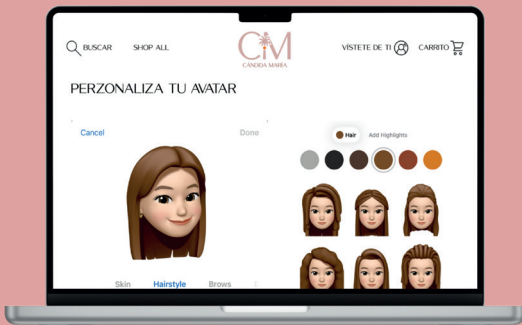 BUSCAR SHOP ALL
CIM
CANDIDA MARIA
VÍSTETE DE TI
CARRITO
PERZONALIZA TU AVATAR
Cancel Done
Hair Add Highlights
Skin Hairstyle Brows